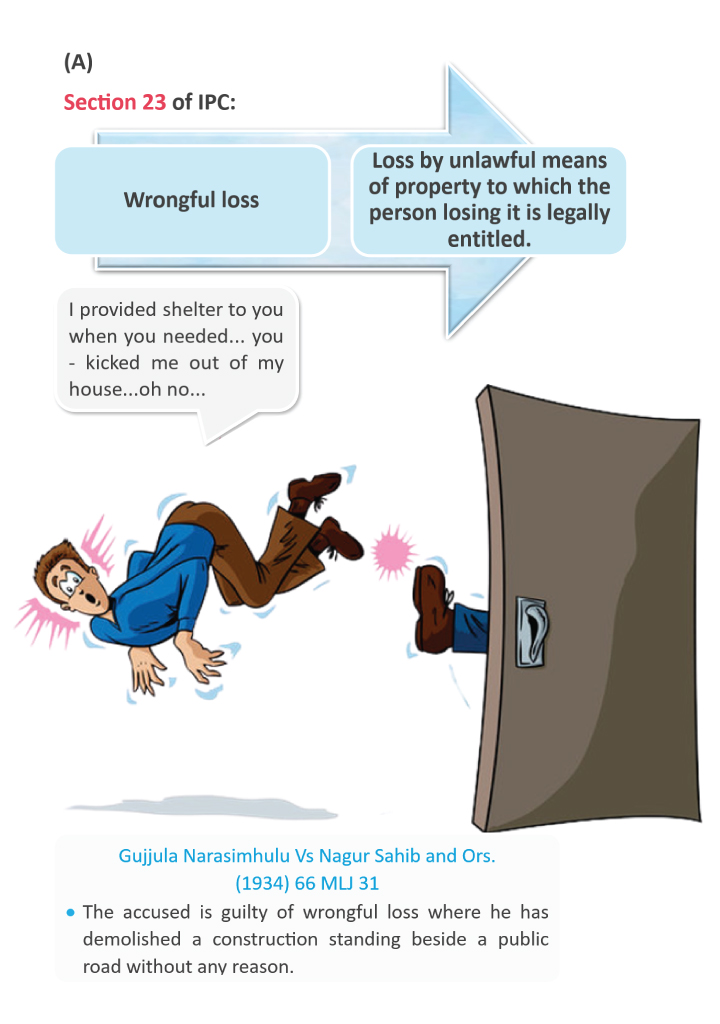 (A)
Section 23 of IPC:
Wrongful loss
Loss by unlawful means
of property to which the
person losing it is legally
entitled.
I provided shelter to you
when you needed... you
- kicked me out of my
house...oh no...
Gujjula Narasimhulu Vs Nagur Sahib and Ors.
(1934) 66 MLJ 31
• The accused is guilty of wrongful loss where he has
demolished a construction standing beside a public
road without any reason.